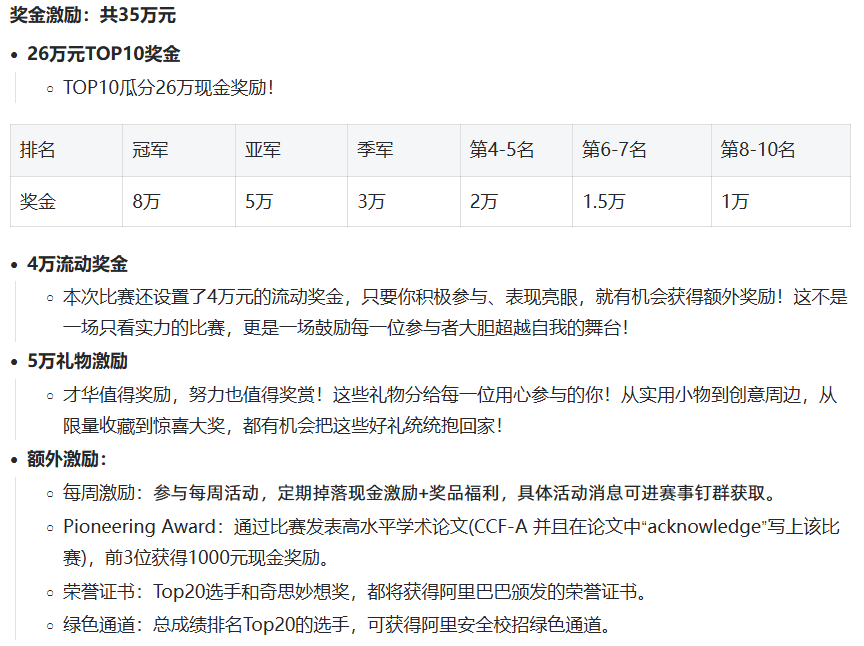 奖金激励：共35万元
26万元TOP10奖金
TOP10瓜分26万现金奖励！
排名 冠军 亚军 季军 第4-5名 第6-7名 第8-10名
奖金 8万 5万 3万 2万 1.5万 1万
4万流动奖金
本次比赛还设置了4万元的流动奖金，只要你积极参与、表现亮眼，就有机会获得额外奖励！这不是
一场只看实力的比赛，更是一场鼓励每一位参与者大胆超越自我的舞台！
5万礼物激励
才华值得奖励，努力也值得奖赏！这些礼物分给每一位用心参与的你！从实用小物到创意周边，从
限量收藏到惊喜大奖，都有机会把这些好礼统统抱回家！
额外激励：
每周激励：参与每周活动，定期掉落现金激励+奖品福利，具体活动消息可进赛事钉群获取。
Pioneering Award：通过比赛发表高水平学术论文(CCF-A 并且在论文中“acknowledge”写上该比
赛)，前3位获得1000元现金奖励。
荣誉证书：Top20选手和奇思妙想奖，都将获得阿里巴巴颁发的荣誉证书。
绿色通道：总成绩排名Top20的选手，可获得阿里安全校招绿色通道。